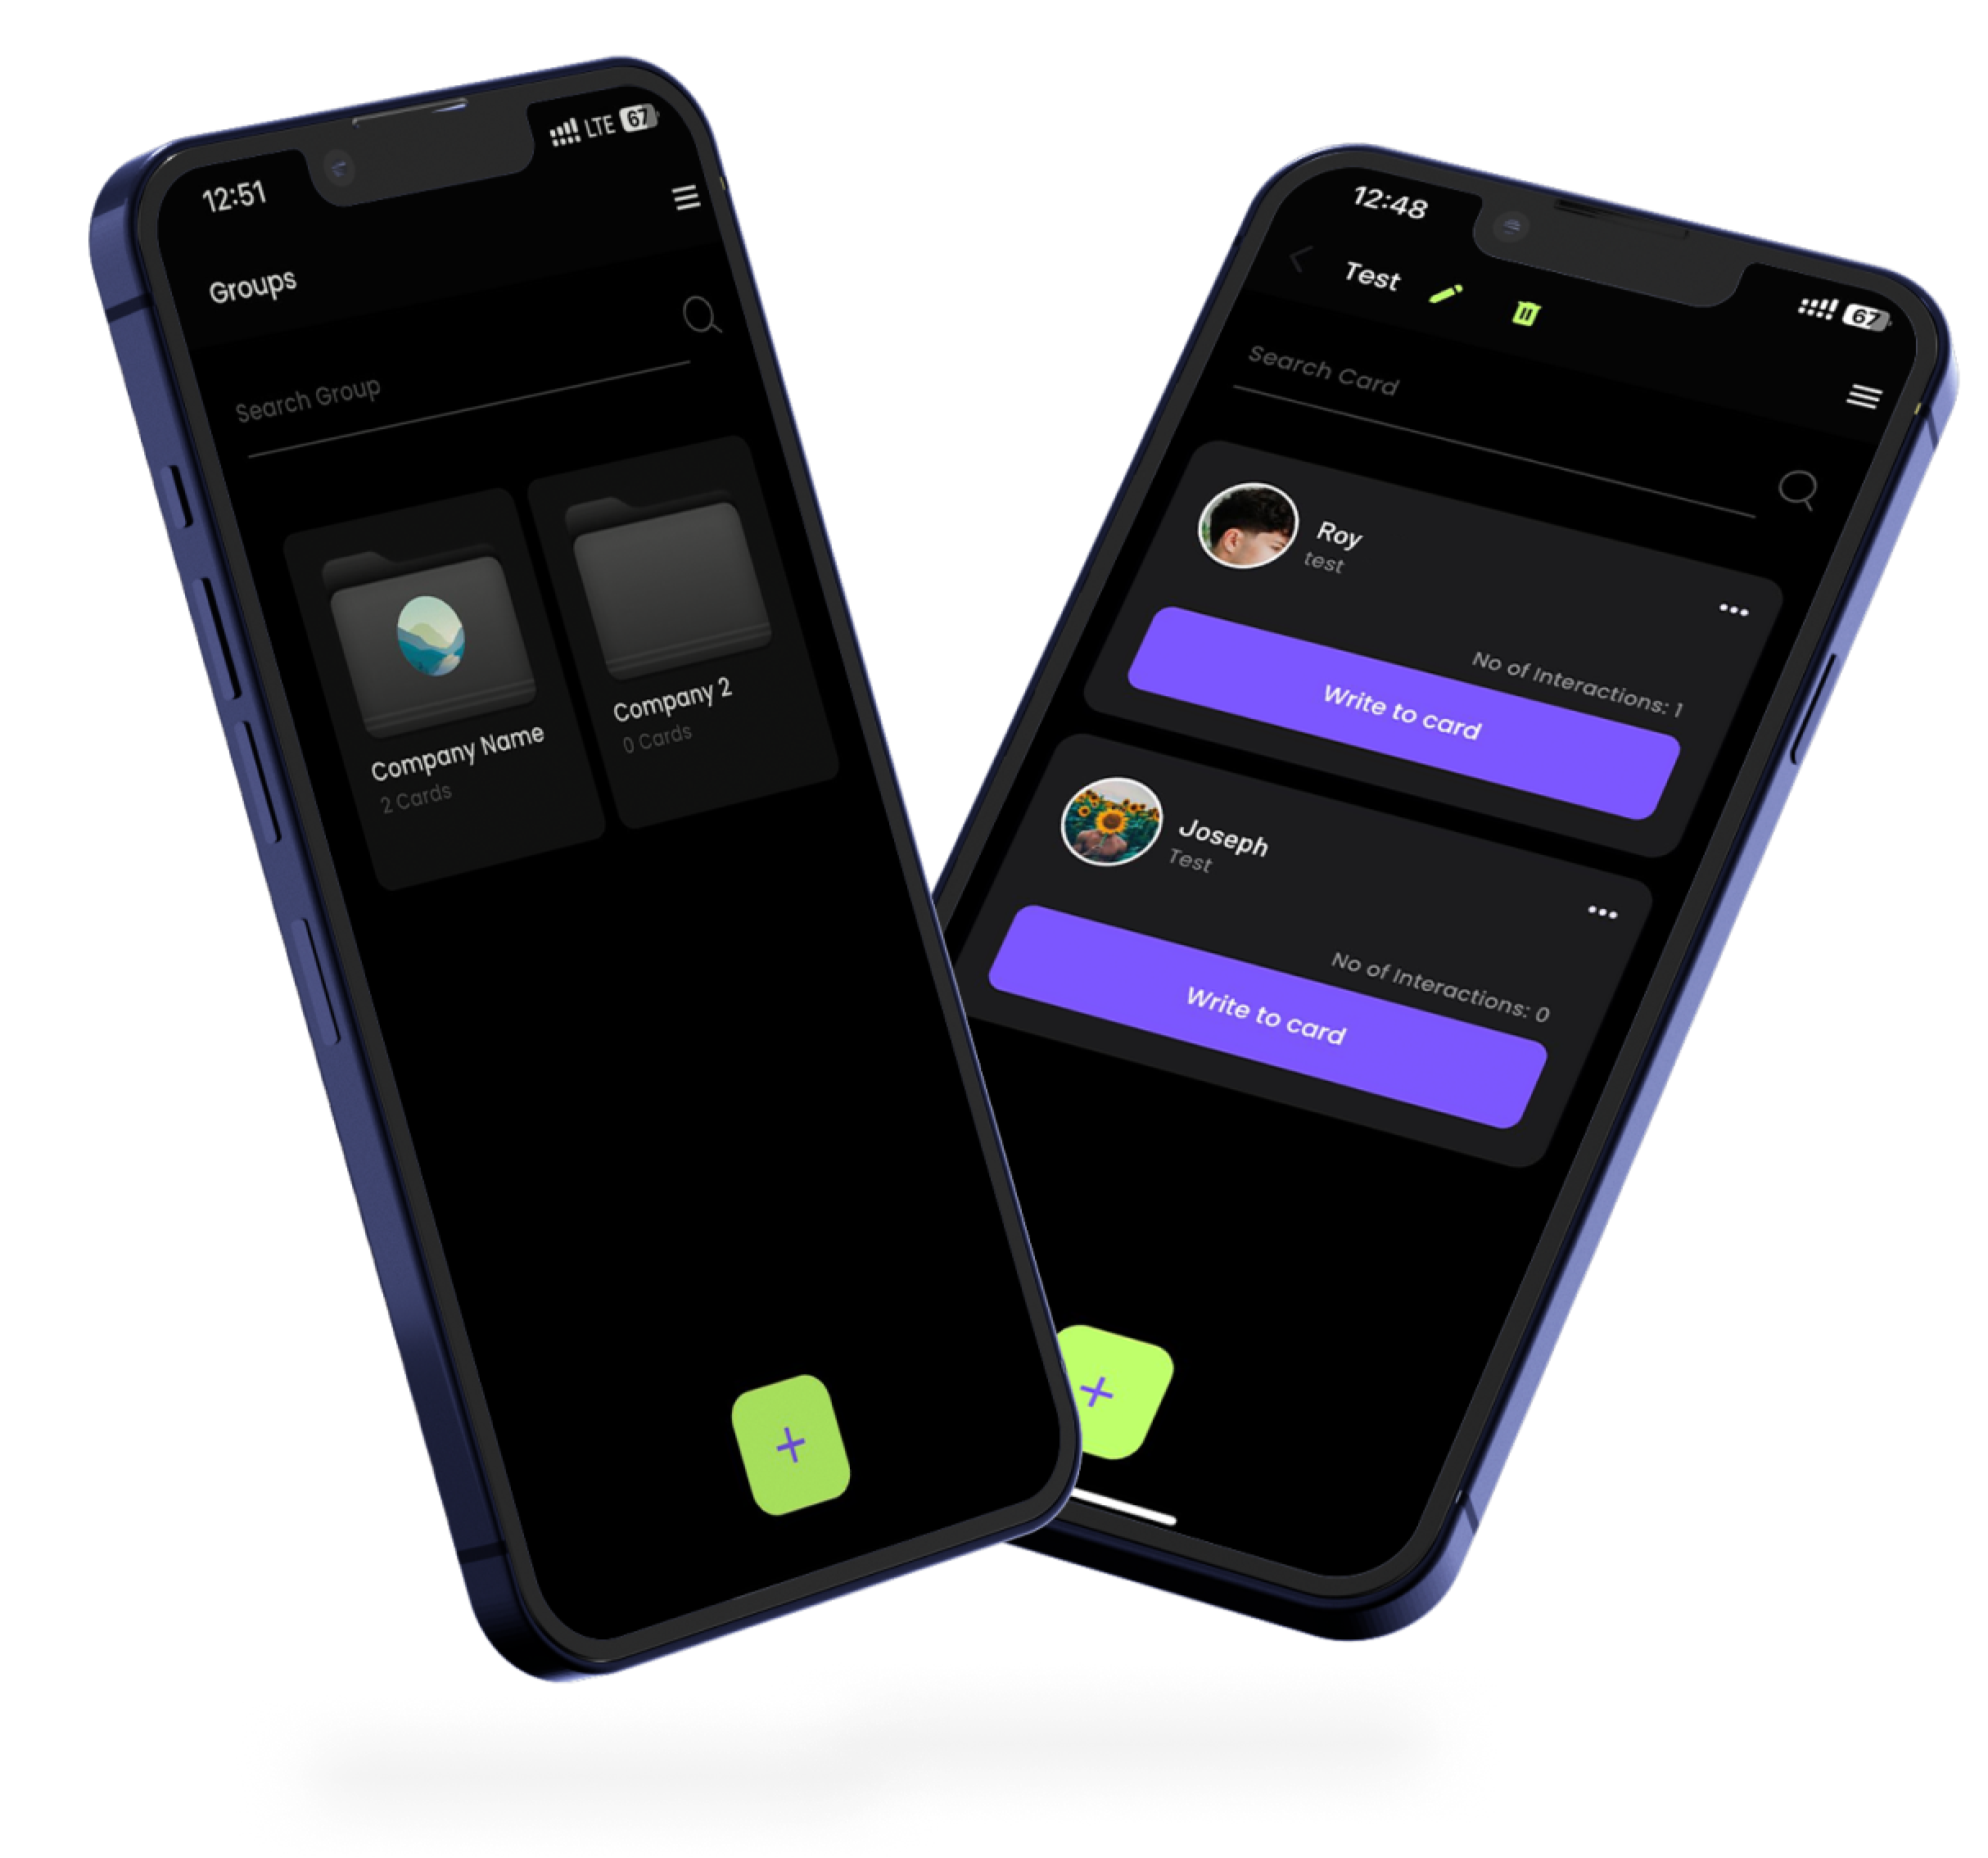 12:51
LTE 67
Groups
Search Group
Company Name
2 Cards
Company 2
0 Cards
+
12:48
67
Test
Search Card
Roy
test
No of Interactions: 1
Write to card
Joseph
Test
No of Interactions: 0
Write to card
+